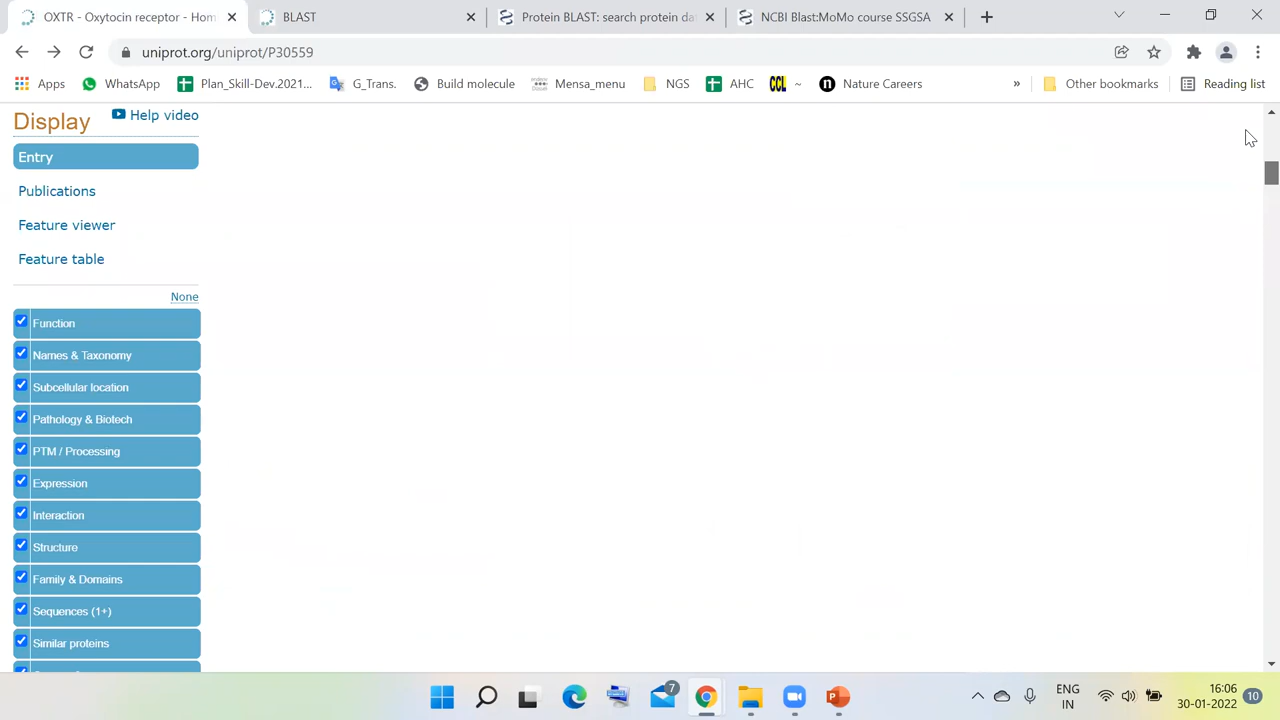 OXTR - Oxytocin receptor - Hom
BLAST
Protein BLAST: search protein dat
NCBI Blast:MoMo course SSGSA
uniprot.org/uniprot/P30559
Apps
WhatsApp
Plan_Skill-Dev.2021...
G_Trans.
Build molecule
Mensa_menu
NGS
AHC
CCL ~
Nature Careers
»
Other bookmarks
Reading list
Display
Help video
Entry
Publications
Feature viewer
Feature table
None
Function
Names & Taxonomy
Subcellular location
Pathology & Biotech
PTM / Processing
Expression
Interaction
Structure
Family & Domains
Sequences (1+)
Similar proteins
7
ENG
IN
16:06
30-01-2022
10